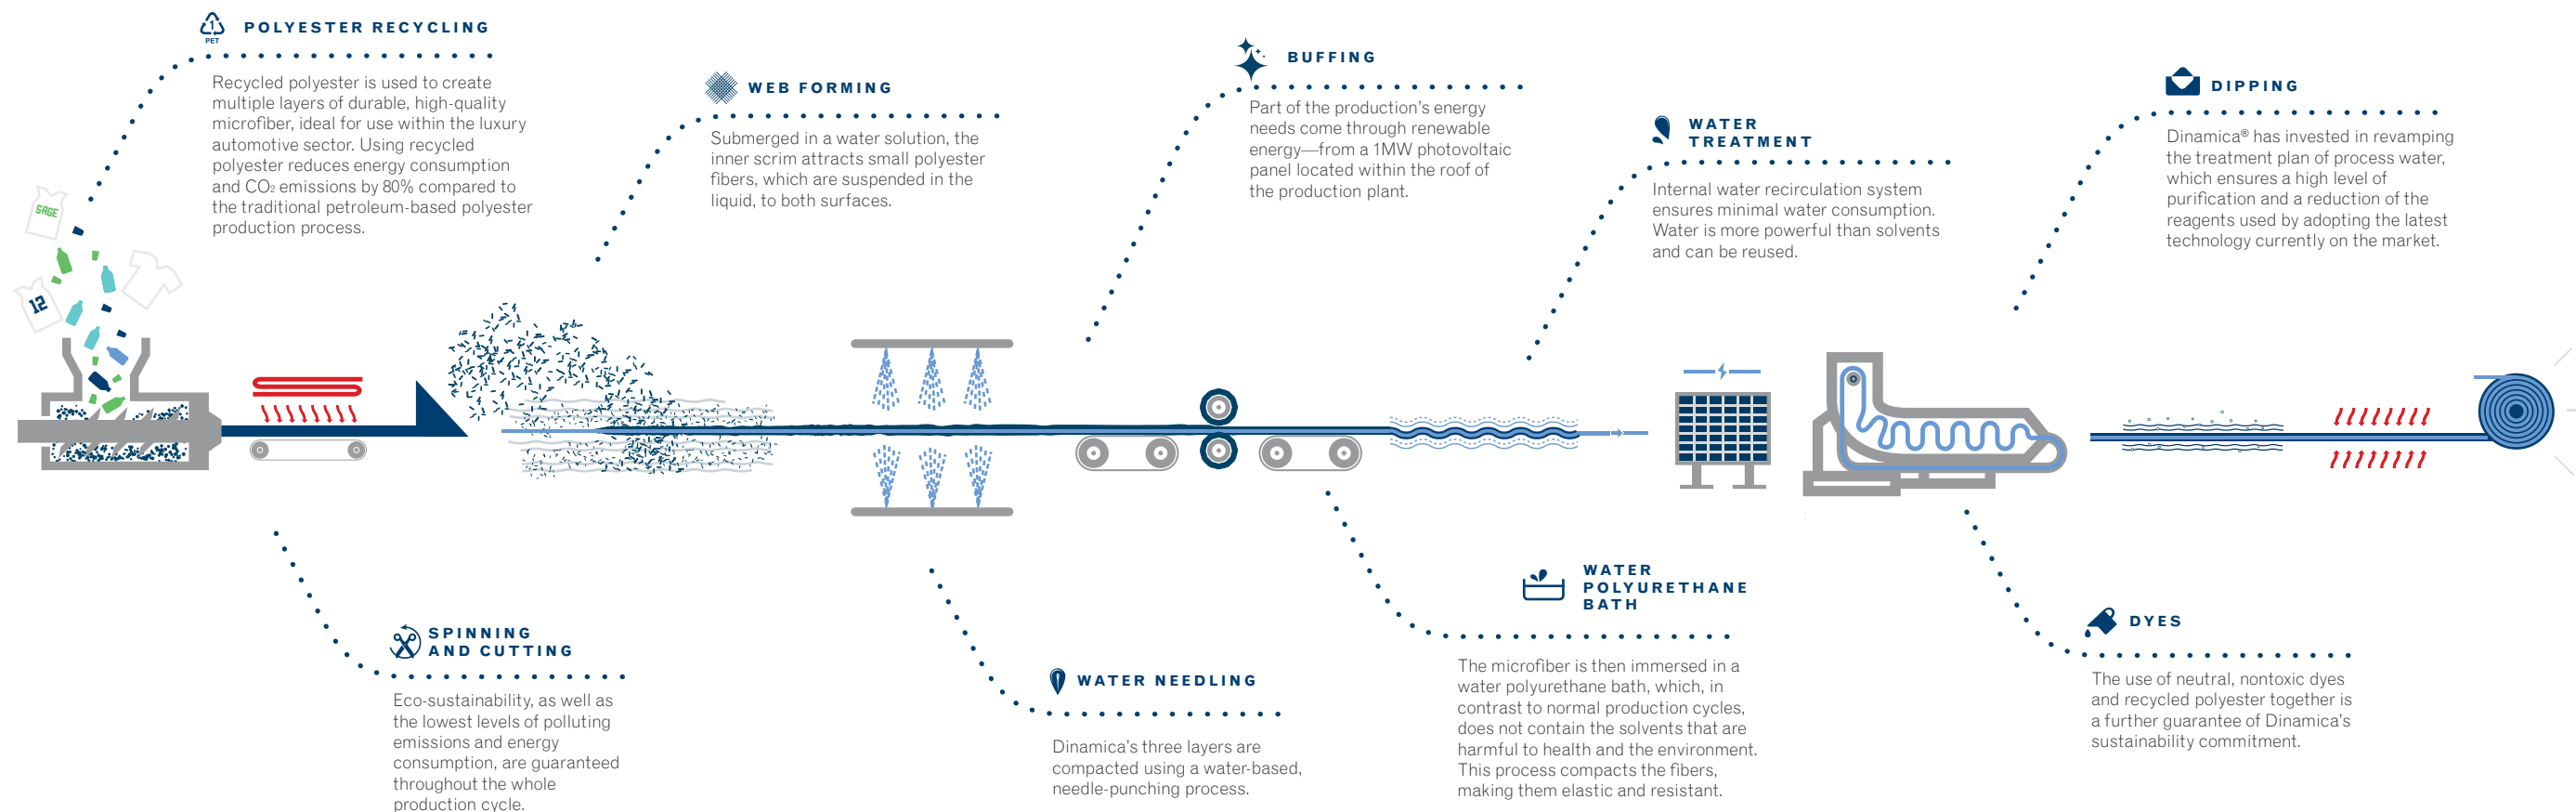 POLYESTER RECYCLING
PET
1
Recycled polyester is used to create
multiple layers of durable, high-quality
microfiber, ideal for use within the luxury
automotive sector. Using recycled
polyester reduces energy consumption
and CO₂ emissions by 80% compared to
the traditional petroleum-based polyester
production process.
SAGE
12
SPINNING
AND CUTTING
Eco-sustainability, as well as
the lowest levels of polluting
emissions and energy
consumption, are guaranteed
throughout the whole
production cycle.
WEB FORMING
Submerged in a water solution, the
inner scrim attracts small polyester
fibers, which are suspended in the
liquid, to both surfaces.
WATER NEEDLING
Dinamica's three layers are
compacted using a water-based,
needle-punching process.
BUFFING
Part of the production's energy
needs come through renewable
energy—from a 1MW photovoltaic
panel located within the roof of
the production plant.
WATER
POLYURETHANE
BATH
The microfiber is then immersed in a
water polyurethane bath, which, in
contrast to normal production cycles,
does not contain the solvents that are
harmful to health and the environment.
This process compacts the fibers,
making them elastic and resistant.
WATER
TREATMENT
Internal water recirculation system
ensures minimal water consumption.
Water is more powerful than solvents
and can be reused.
DYES
The use of neutral, nontoxic dyes
and recycled polyester together is
a further guarantee of Dinamica's
sustainability commitment.
DIPPING
Dinamica® has invested in revamping
the treatment plan of process water,
which ensures a high level of
purification and a reduction of the
reagents used by adopting the latest
technology currently on the market.